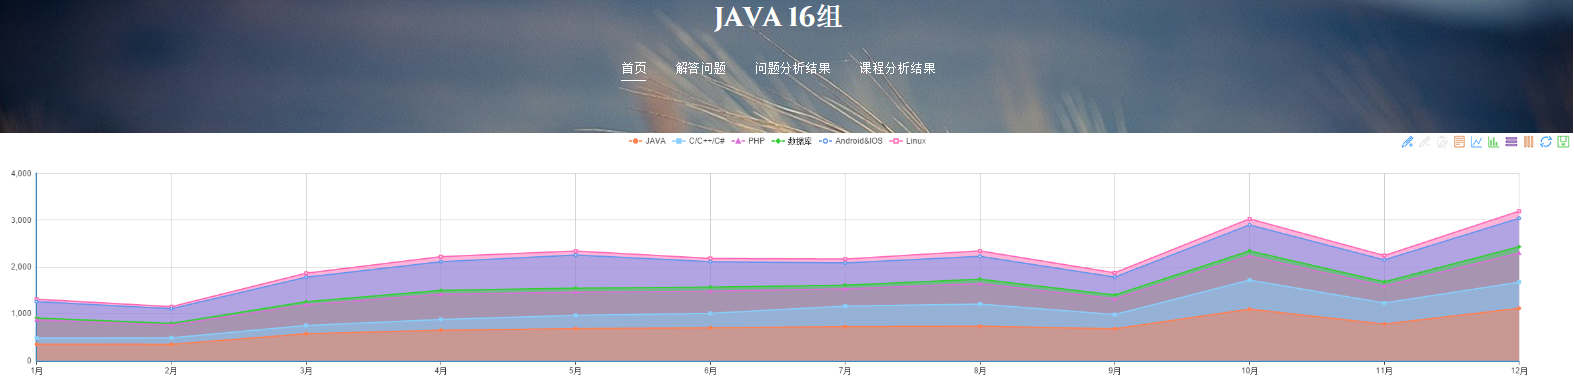 JAVA 16组
首页 解答问题 问题分析结果 课程分析结果
JAVA C/C++/C# PHP 数据库 Android&IOS Linux
4,000
3,000
2,000
1,000
0
1月 2月 3月 4月 5月 6月 7月 8月 9月 10月 11月 12月